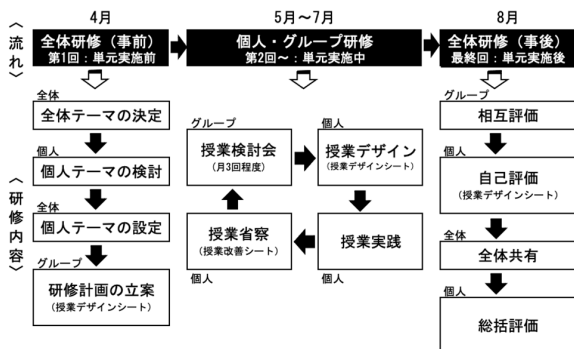 4月
5月~7月
8月
〈流れ〉
全体研修（事前）
第1回：単元実施前
個人・グループ研修
第2回～：単元実施中
全体研修（事後）
最終回：単元実施後
〈研修内容〉
全体
全体テーマの決定
個人
個人テーマの検討
全体
個人テーマの設定
グループ
研修計画の立案
（授業デザインシート）
グループ
授業検討会
（月3回程度）
個人
授業デザイン
（授業デザインシート）
授業省察
（授業改善シート）
個人
授業実践
個人
グループ
相互評価
個人
自己評価
（授業デザインシート）
全体
全体共有
個人
総括評価